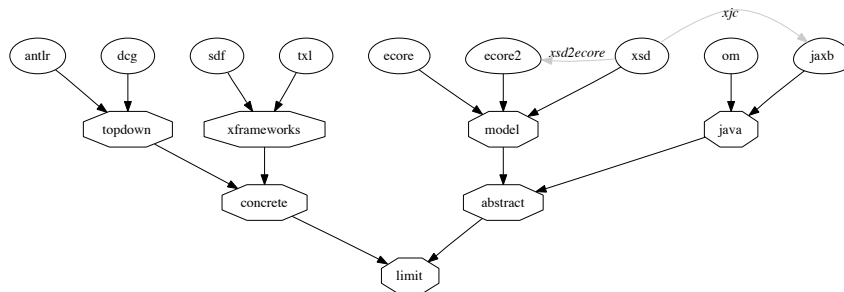 xjc
antlr
dcg
sdf
txl
ecore
ecore2
xsd2ecore
xsd
om
jaxb
topdown
xframeworks
model
java
concrete
abstract
limit